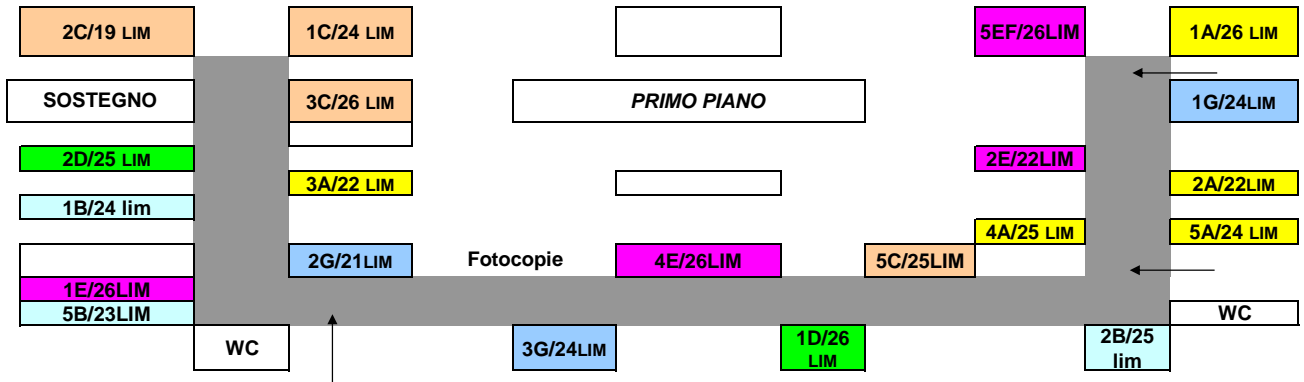 2C/19 LIM
1C/24 LIM
5EF/26LIM
1A/26 LIM
SOSTEGNO
3C/26 LIM
PRIMO PIANO
1G/24LIM
2D/25 LIM
2E/22LIM
3A/22 LIM
2A/22LIM
1B/24 lim
4A/25 LIM
5A/24 LIM
2G/21LIM
Fotocopie
4E/26LIM
5C/25LIM
1E/26LIM
5B/23LIM
WC
WC
3G/24LIM
1D/26
LIM
2B/25
lim